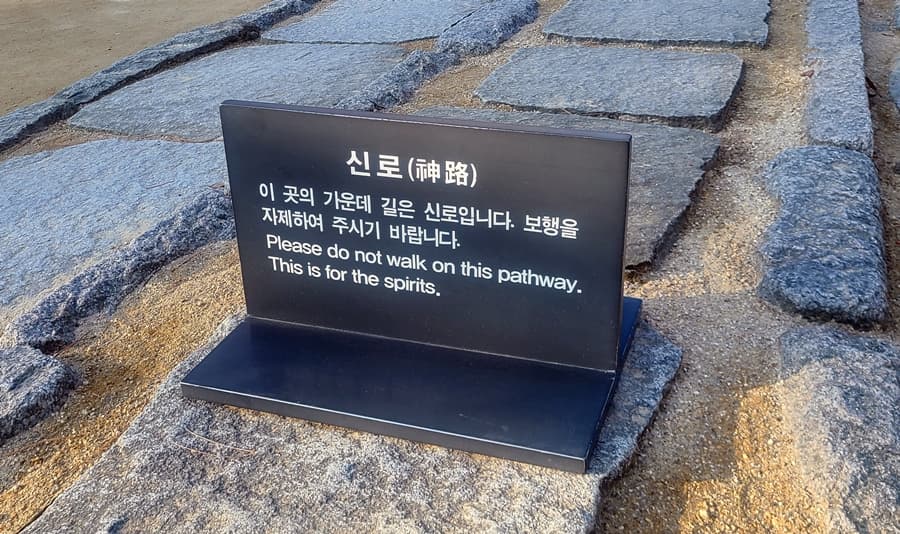 신로(神路)
이 곳의 가운데 길은 신로입니다. 보행을
자제하여 주시기 바랍니다.
Please do not walk on this pathway.
This is for the spirits.